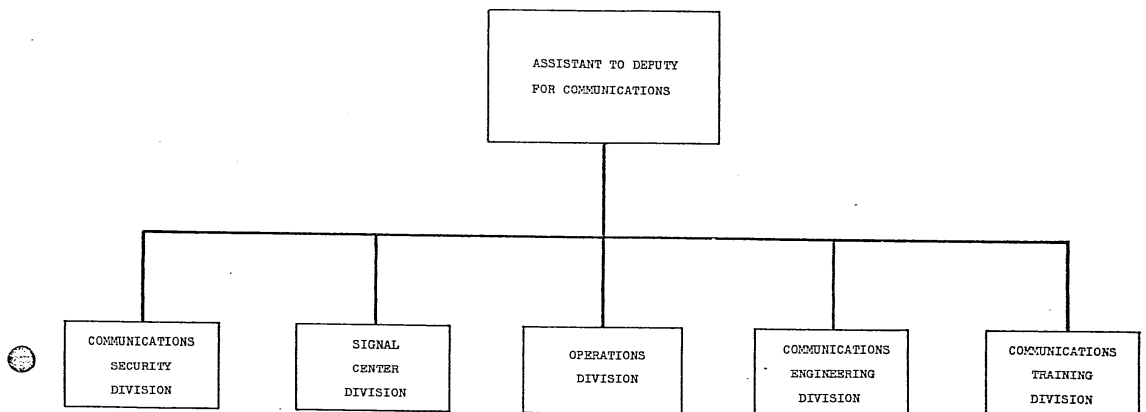 ASSISTANT TO DEPUTY
FOR COMMUNICATIONS
COMMUNICATIONS
SECURITY
DIVISION
SIGNAL
CENTER
DIVISION
OPERATIONS
DIVISION
COMMUNICATIONS
ENGINEERING
DIVISION
COMMUNICATIONS
TRAINING
DIVISION